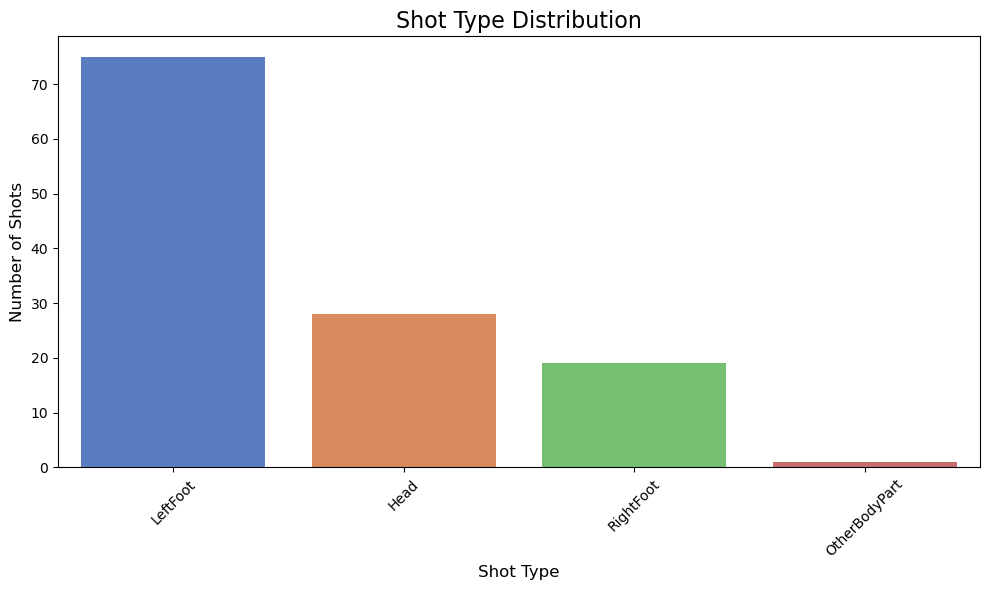 Shot Type Distribution
Number of Shots
70
60
50
40
30
20
10
0
LeftFoot
Head
RightFoot
OtherBodyPart
Shot Type